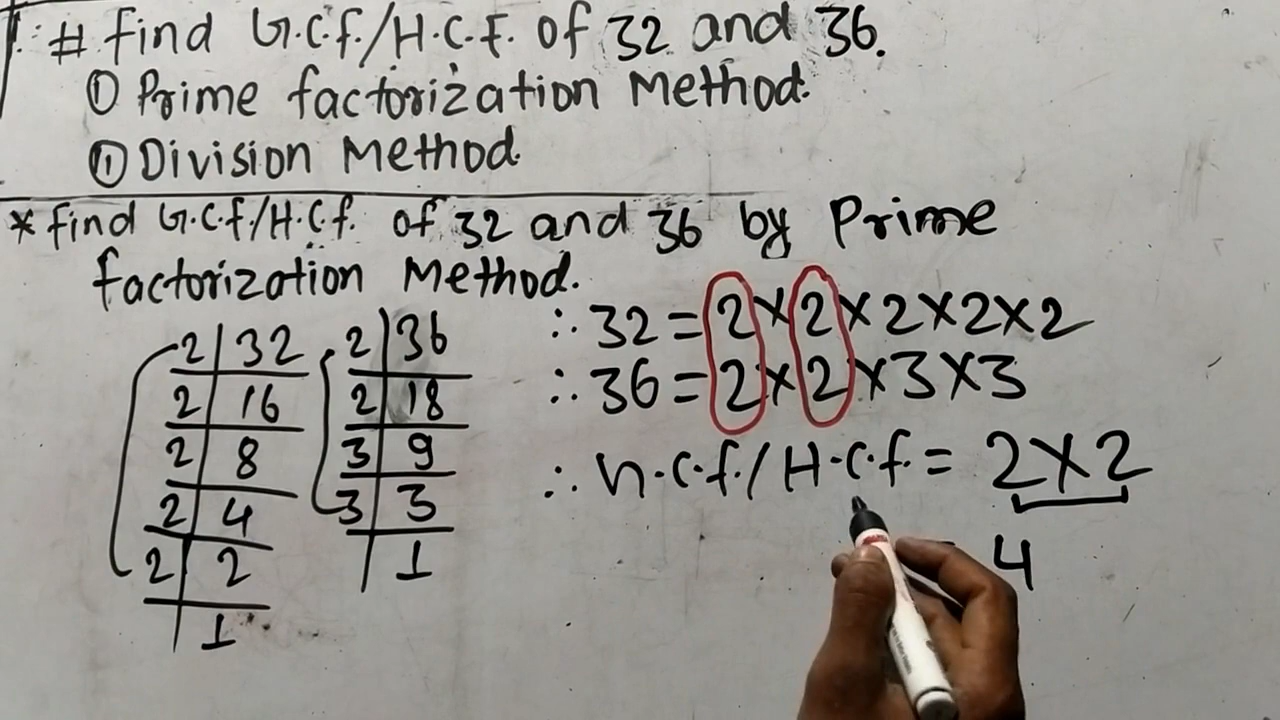 # Find G.C.F./H.C.F. of 32 and 36.
① Prime factorization Method.
① Division Method
* Find G.C.F./H.C.F. of 32 and 36 by Prime
factorization Method.
2 | 32
2 | 16
2 | 8
2 | 4
2 | 2
1
2 | 36
2 | 18
3 | 9
3 | 3
1
∴ 32 = 2×2×2×2×2
∴ 36 = 2×2×3×3
∴ G.C.F./H.C.F = 2×2
= 4